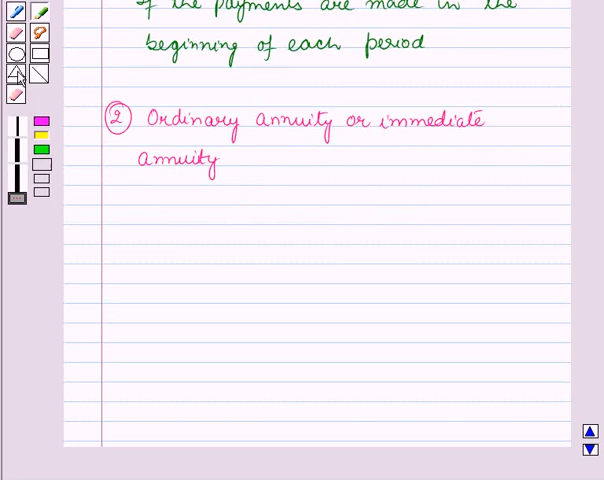 If the payments are made in the
beginning of each period
② Ordinary annuity or immediate
annuity